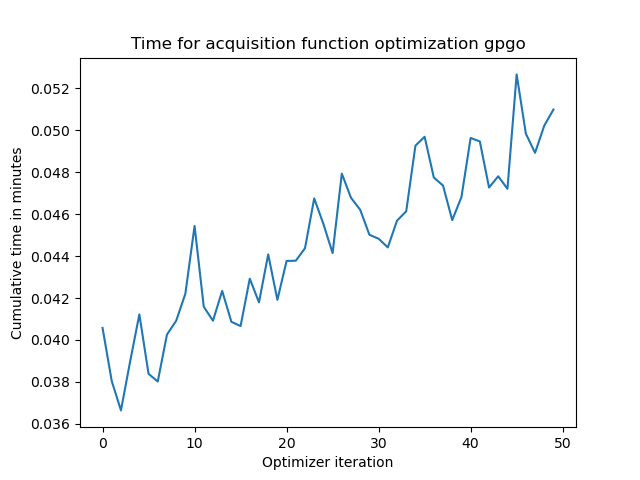 Time for acquisition function optimization gpgo
0.052
0.050
0.048
0.046
0.044
0.042
0.040
0.038
0.036
Cumulative time in minutes
0 10 20 30 40 50
Optimizer iteration